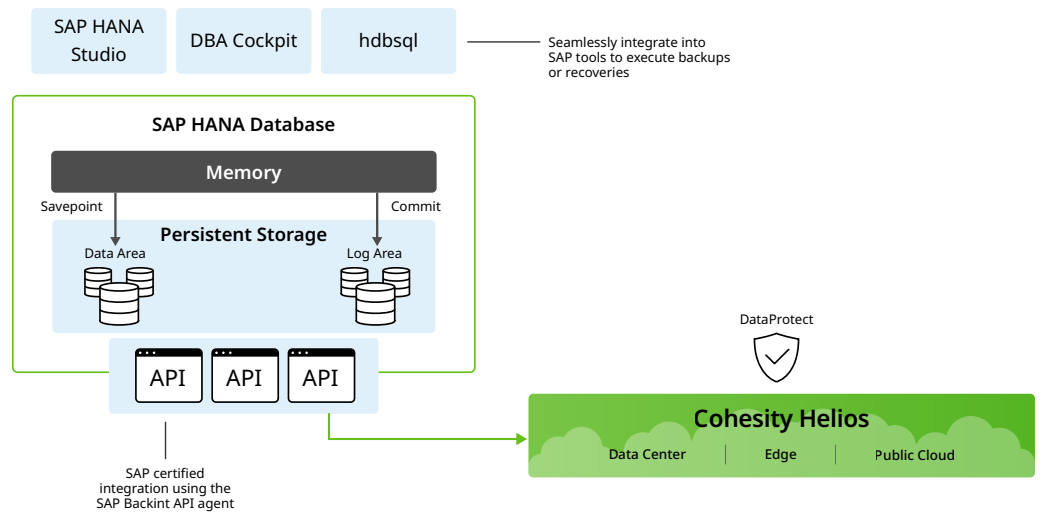 SAP HANA
Studio
DBA Cockpit
hdbsql
Seamlessly integrate into
SAP tools to execute backups
or recoveries
SAP HANA Database
Memory
Savepoint
Commit
Persistent Storage
Data Area
Log Area
API
API
API
SAP certified
integration using the
SAP Backint API agent
DataProtect
Cohesity Helios
Data Center
Edge
Public Cloud